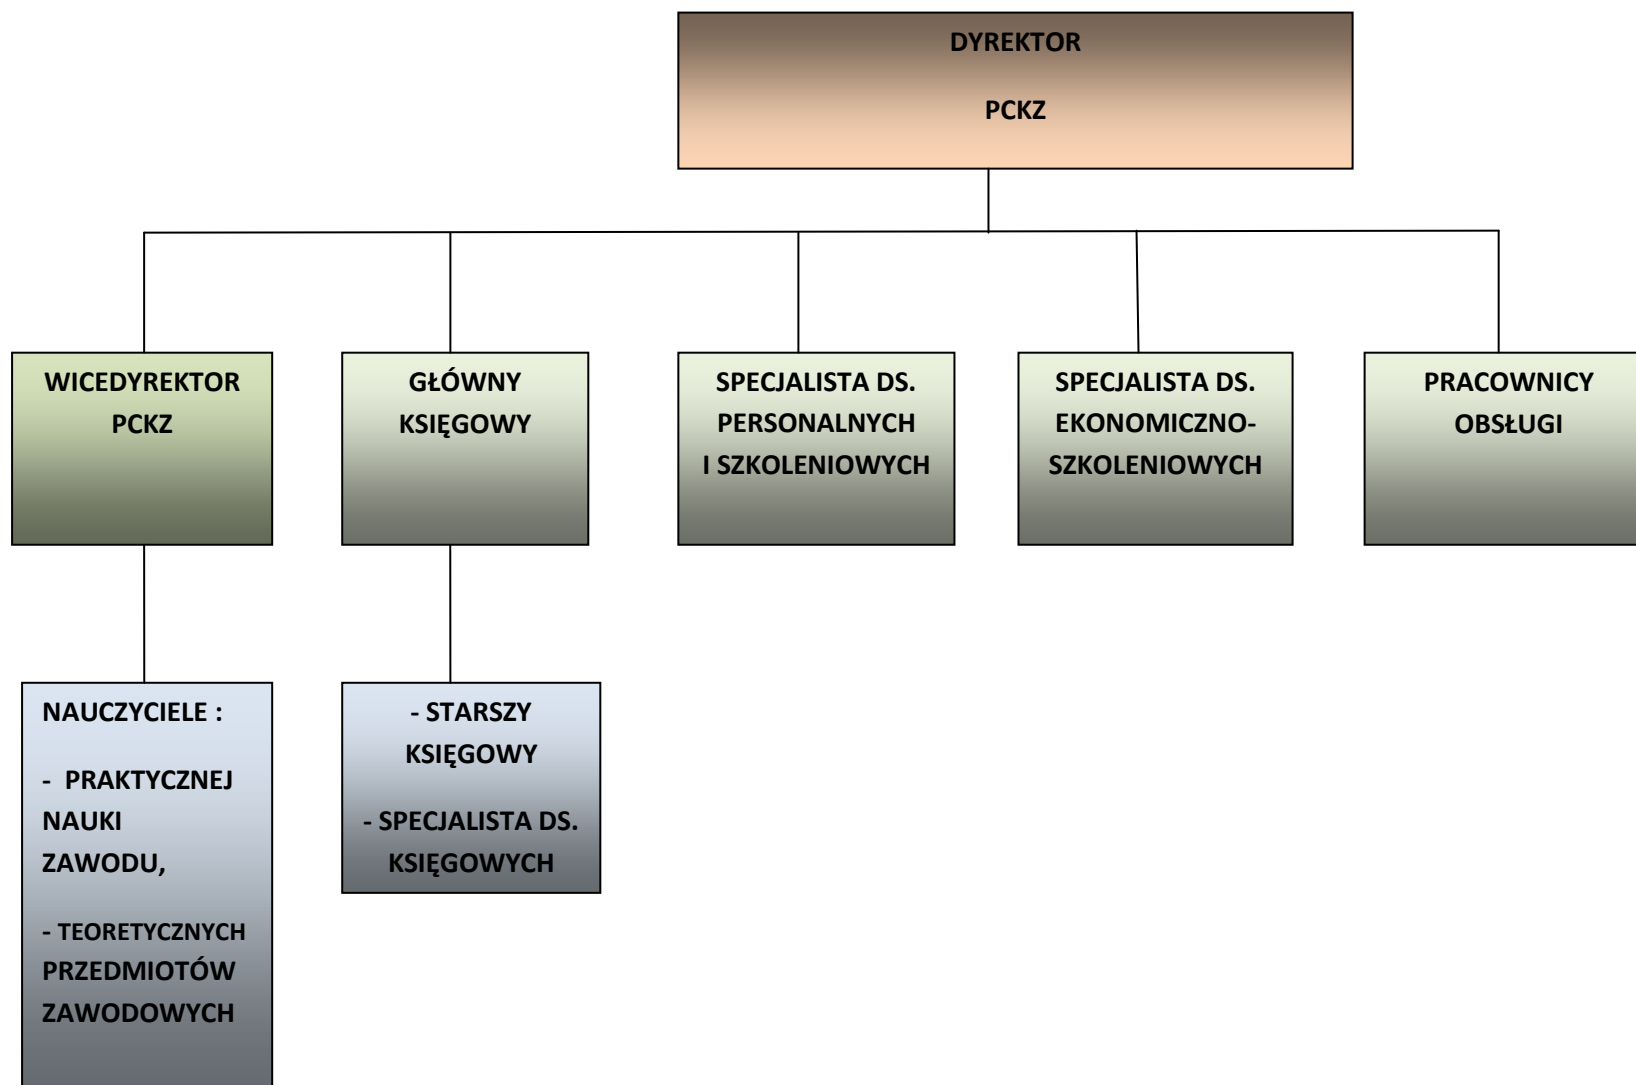 DYREKTOR
PCKZ
WICEDYREKTOR
PCKZ
GŁÓWNY
KSIĘGOWY
SPECJALISTA DS.
PERSONALNYCH
I SZKOLENIOWYCH
SPECJALISTA DS.
EKONOMICZNO-
SZKOLENIOWYCH
PRACOWNICY
OBSŁUGI
NAUCZYCIELE :
- PRAKTYCZNEJ
NAUKI
ZAWODU,
- TEORETYCZNYCH
PRZEDMIOTÓW
ZAWODOWYCH
- STARSZY
KSIĘGOWY
- SPECJALISTA DS.
KSIĘGOWYCH